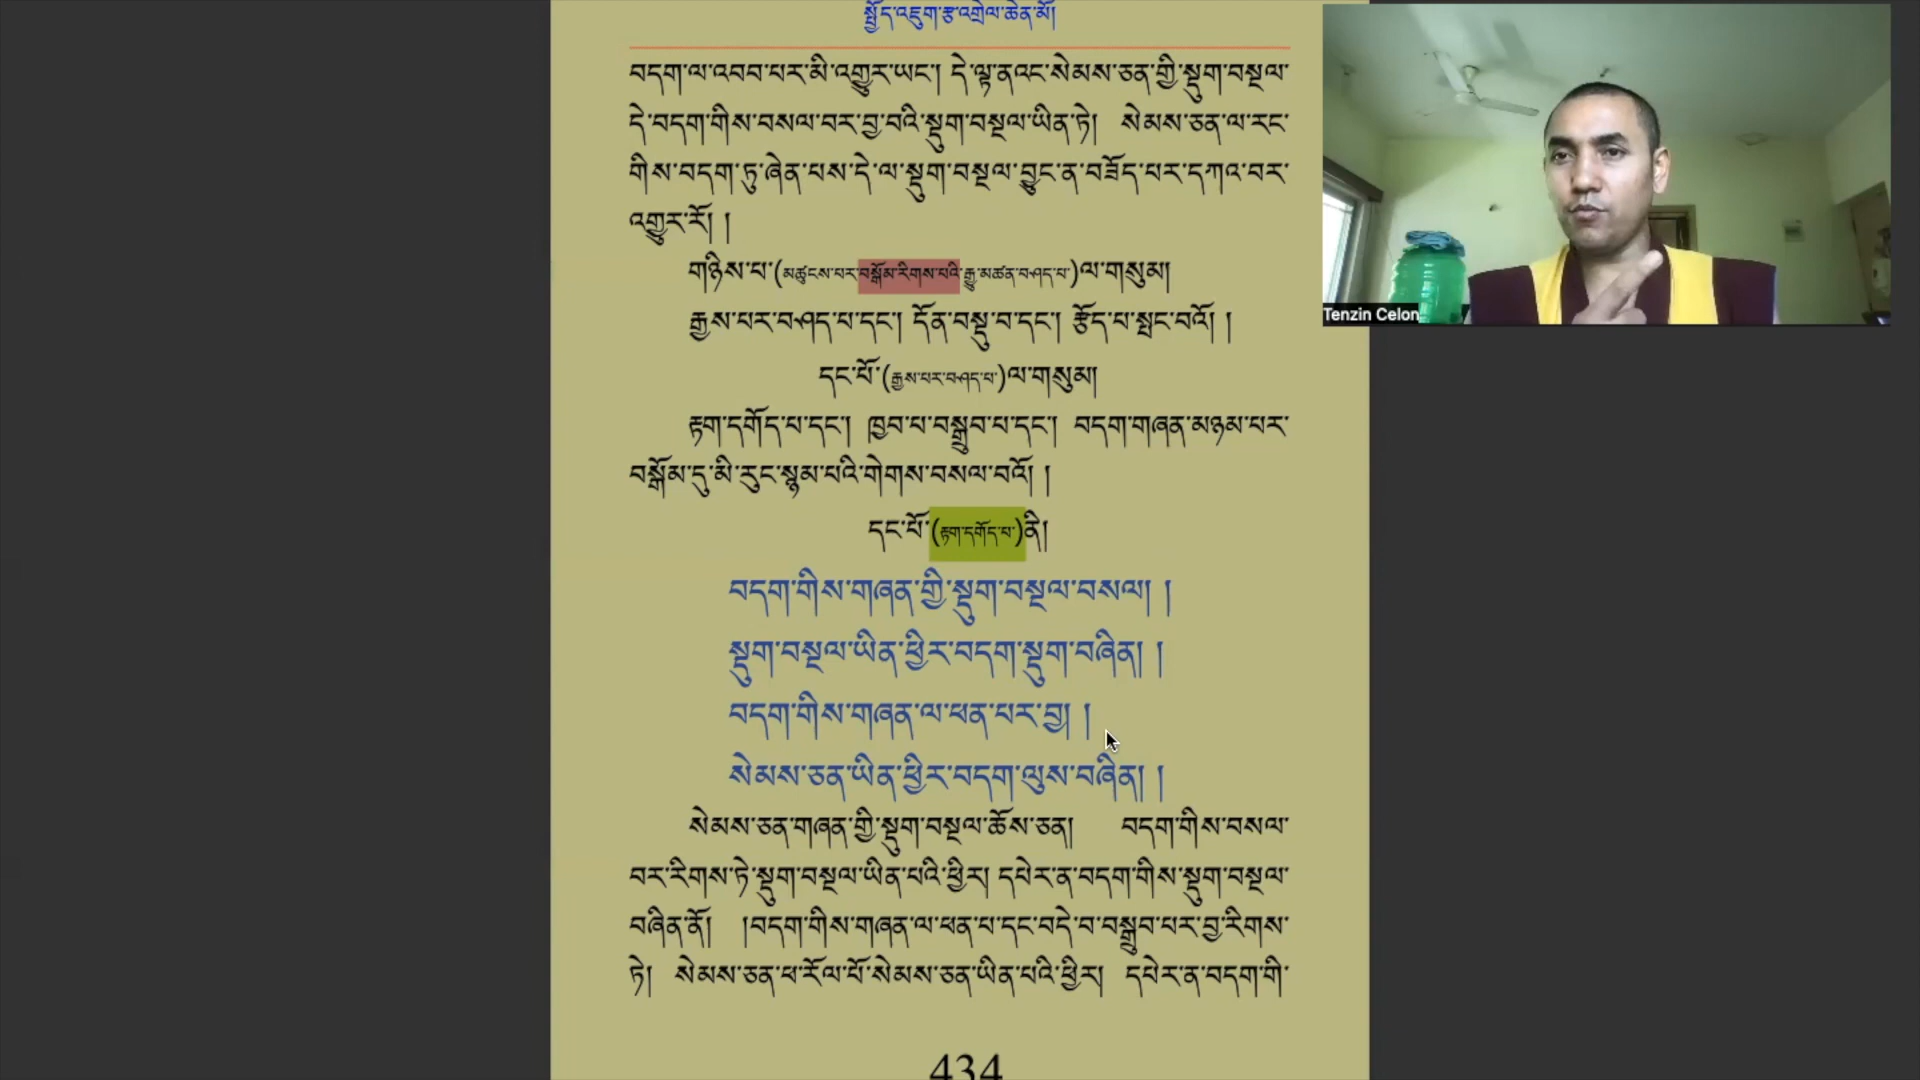 སྤྱོད་འཇུག་རྩ་འགྲེལ་ཆེན་མོ།
བདག་ལ་འབབ་པར་མི་འགྱུར་ཡང་། དེ་ལྟ་ནའང་སེམས་ཅན་གྱི་སྡུག་བསྔལ་
དེ་བདག་གིས་བསལ་བར་བྱ་བའི་སྡུག་བསྔལ་ཡིན་ཏེ། སེམས་ཅན་ལ་རང་
གིས་བདག་ཏུ་ཞེན་པས་དེ་ལ་སྡུག་བསྔལ་བྱུང་ན་བཟོད་པར་དཀའ་བར་
འགྱུར་རོ། །
གཉིས་པ་(མཚུངས་པར་བསྒོམ་རིགས་པའི་རྒྱུ་མཚན་བཤད་པ་)ལ་གསུམ།
རྒྱས་པར་བཤད་པ་དང་། དོན་བསྡུ་བ་དང་། རྩོད་པ་སྤང་བའོ། །
དང་པོ་(རྒྱས་པར་བཤད་པ་)ལ་གསུམ།
རྟག་དགོད་པ་དང་། ཁྱབ་པ་བསྒྲུབ་པ་དང་། བདག་གཞན་མཉམ་པར་
བསྒོམ་དུ་མི་རུང་སྙམ་པའི་གེགས་བསལ་བའོ། །
དང་པོ་(རྟག་དགོད་པ་)ནི།
བདག་གིས་གཞན་གྱི་སྡུག་བསྔལ་བསལ། །
སྡུག་བསྔལ་ཡིན་ཕྱིར་བདག་སྡུག་བཞིན། །
བདག་གིས་གཞན་ལ་ཕན་པར་བྱ། །
སེམས་ཅན་ཡིན་ཕྱིར་བདག་ལུས་བཞིན། །
སེམས་ཅན་གཞན་གྱི་སྡུག་བསྔལ་ཆོས་ཅན། བདག་གིས་བསལ་
བར་རིགས་ཏེ་སྡུག་བསྔལ་ཡིན་པའི་ཕྱིར། དཔེར་ན་བདག་གིས་སྡུག་བསྔལ་
བཞིན་ནོ། །བདག་གིས་གཞན་ལ་ཕན་པ་དང་བདེ་བ་བསྒྲུབ་པར་བྱ་རིགས་
ཏེ། སེམས་ཅན་ཕ་རོལ་པོ་སེམས་ཅན་ཡིན་པའི་ཕྱིར། དཔེར་ན་བདག་གི་
434
Tenzin Celon